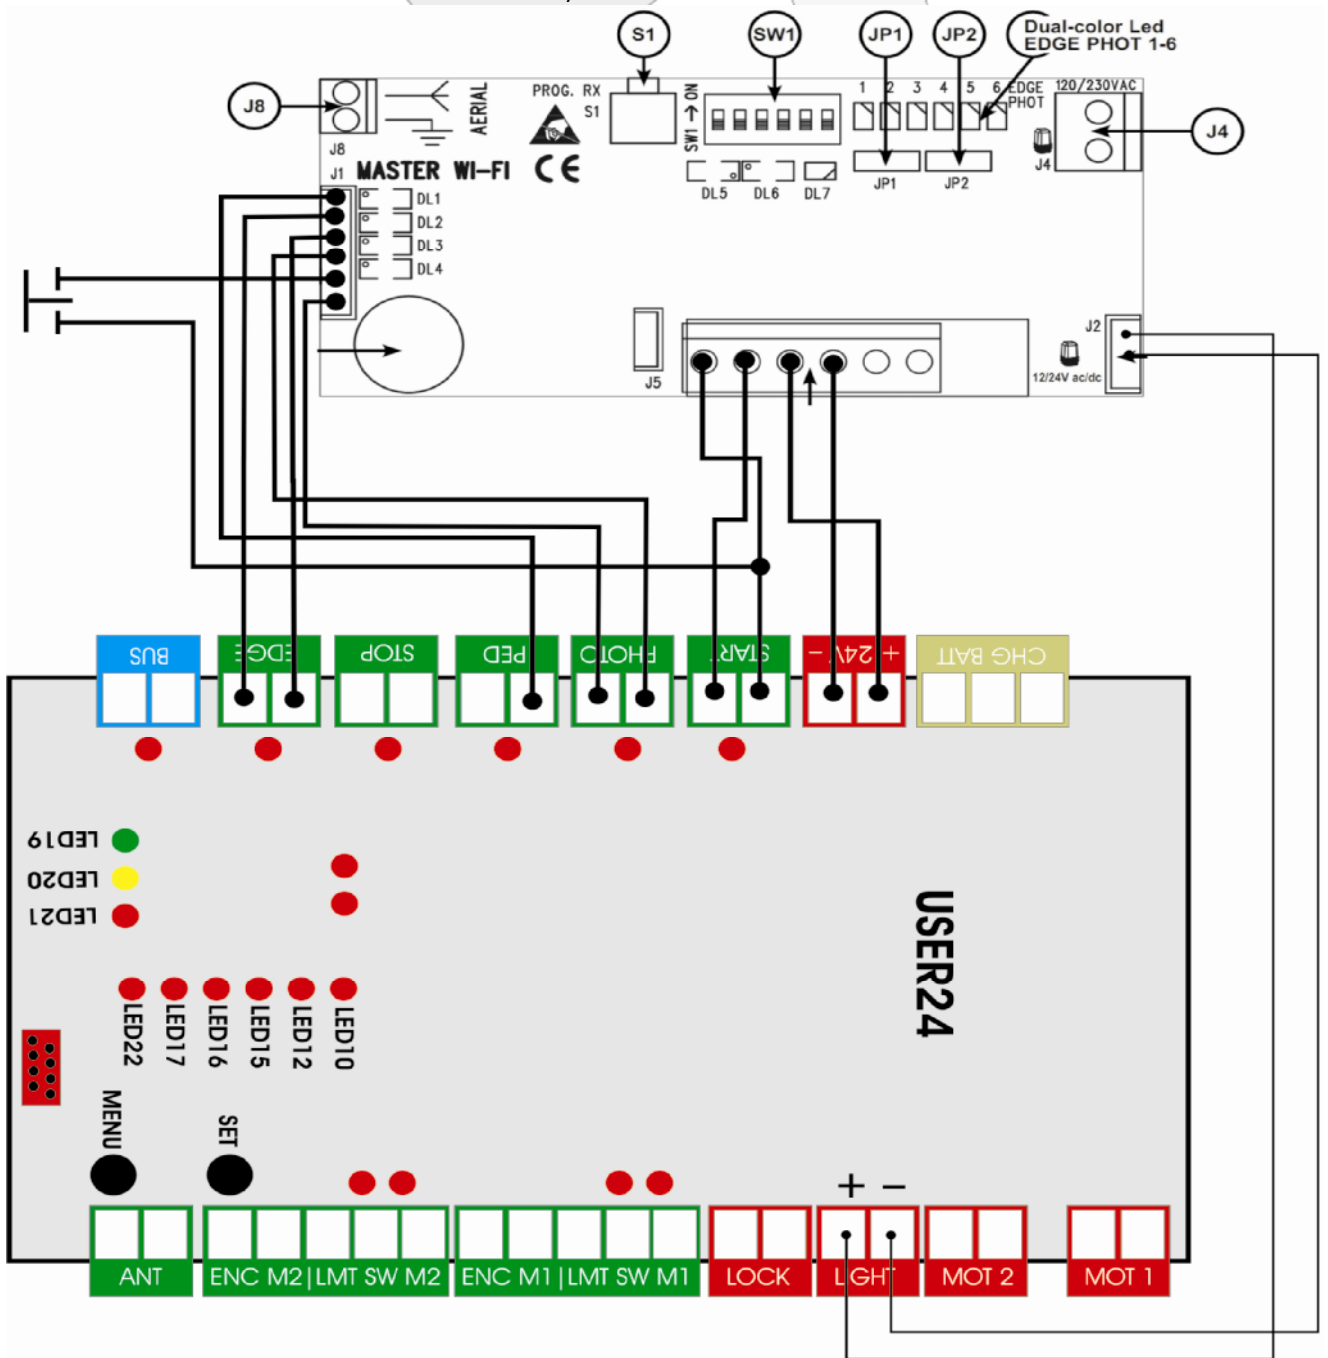 S1
SW1
JP1
JP2
Dual-color Led
EDGE PHOT 1-6
J8
AERIAL
PROG. RX
S1
SW1 → ON
1 2 3 4 5 6 EDGE
PHOT
120/230VAC
J4
J4
J8
J1
MASTER WI-FI CE
DL5 DL6 DL7
JP1
JP2
DL1
DL2
DL3
DL4
J5
J2
12/24V ac/dc
BUS
EDGE
STOP
PED
PHOTO
START
- 24V +
CHG BATT
LED19
LED20
LED21
USER24
LED22
LED17
LED16
LED15
LED12
LED10
MENU
SET
+ -
ANT
ENC M2|LMT SW M2
ENC M1|LMT SW M1
LOCK
LIGHT
MOT 2
MOT 1